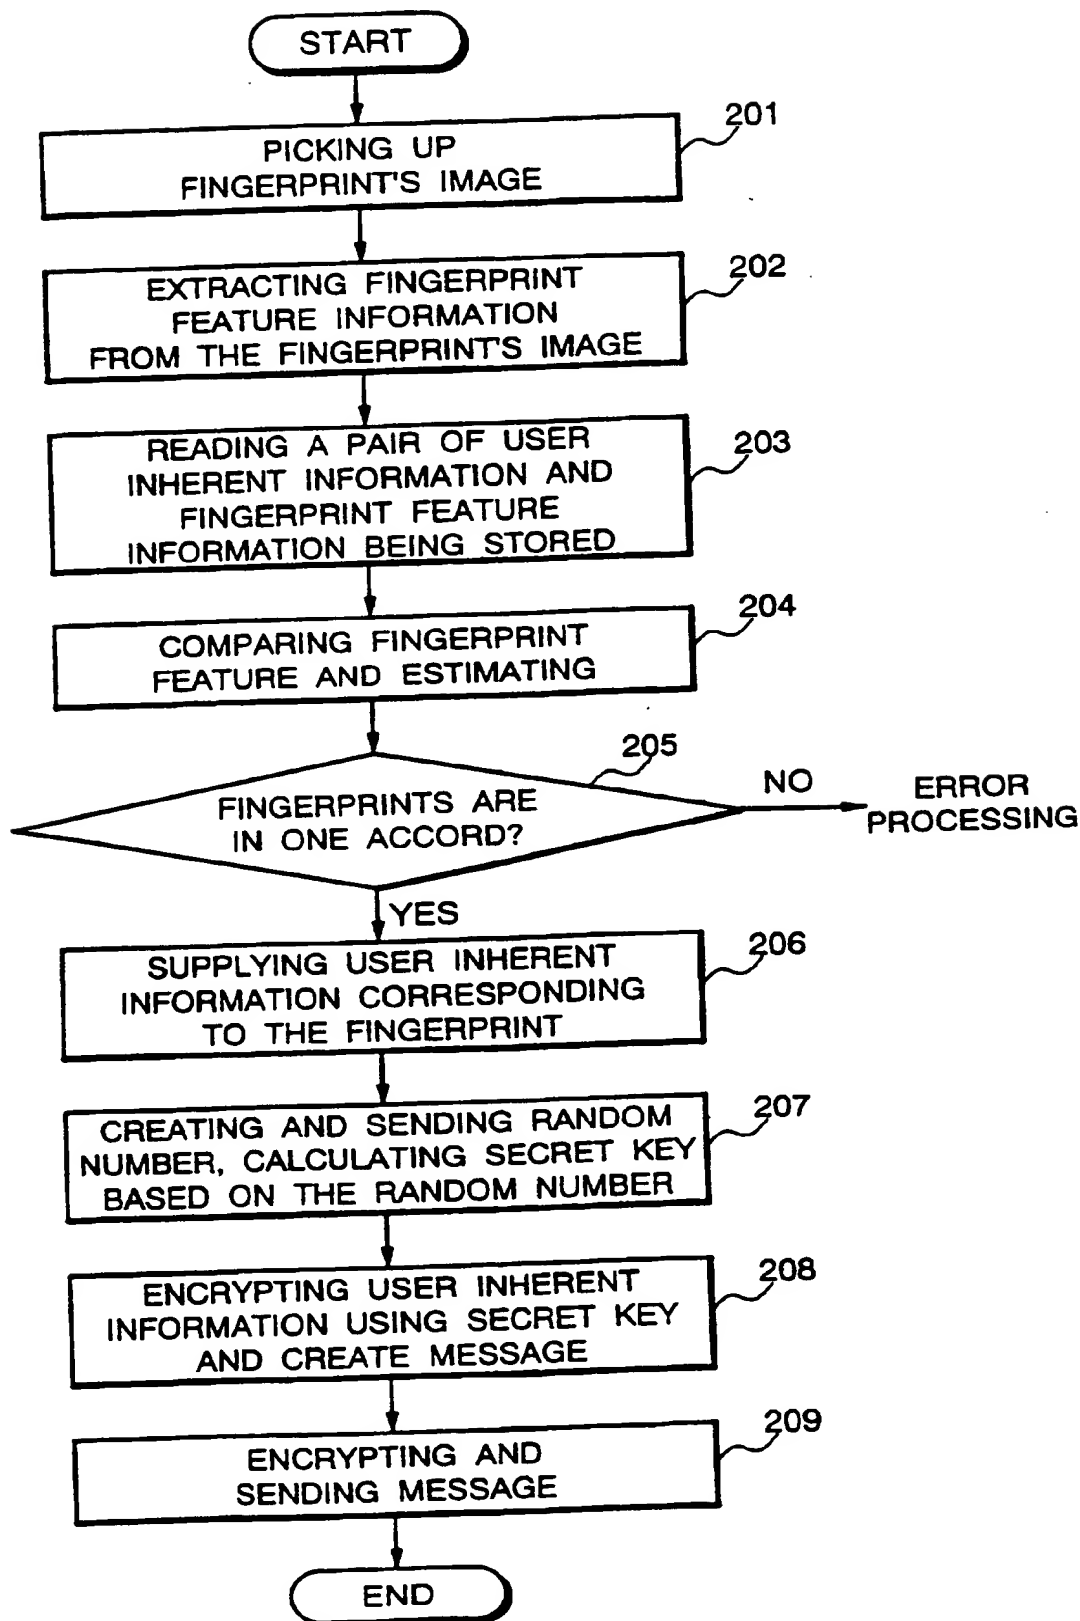 START
201
PICKING UP
FINGERPRINT'S IMAGE
202
EXTRACTING FINGERPRINT
FEATURE INFORMATION
FROM THE FINGERPRINT'S IMAGE
203
READING A PAIR OF USER
INHERENT INFORMATION AND
FINGERPRINT FEATURE
INFORMATION BEING STORED
204
COMPARING FINGERPRINT
FEATURE AND ESTIMATING
205
FINGERPRINTS ARE
IN ONE ACCORD?
NO
ERROR
PROCESSING
YES
206
SUPPLYING USER INHERENT
INFORMATION CORRESPONDING
TO THE FINGERPRINT
207
CREATING AND SENDING RANDOM
NUMBER, CALCULATING SECRET KEY
BASED ON THE RANDOM NUMBER
208
ENCRYPTING USER INHERENT
INFORMATION USING SECRET KEY
AND CREATE MESSAGE
209
ENCRYPTING AND
SENDING MESSAGE
END